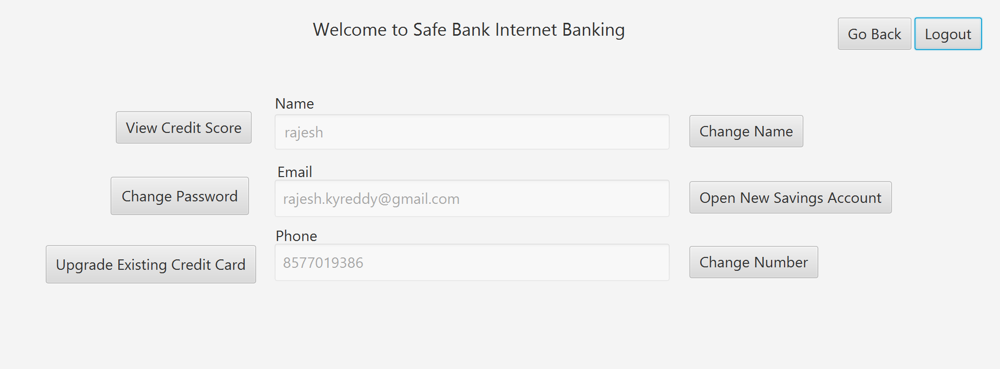 Welcome to Safe Bank Internet Banking
Go Back
Logout
Name
View Credit Score
rajesh
Change Name
Email
Change Password
rajesh.kyreddy@gmail.com
Open New Savings Account
Phone
Upgrade Existing Credit Card
8577019386
Change Number